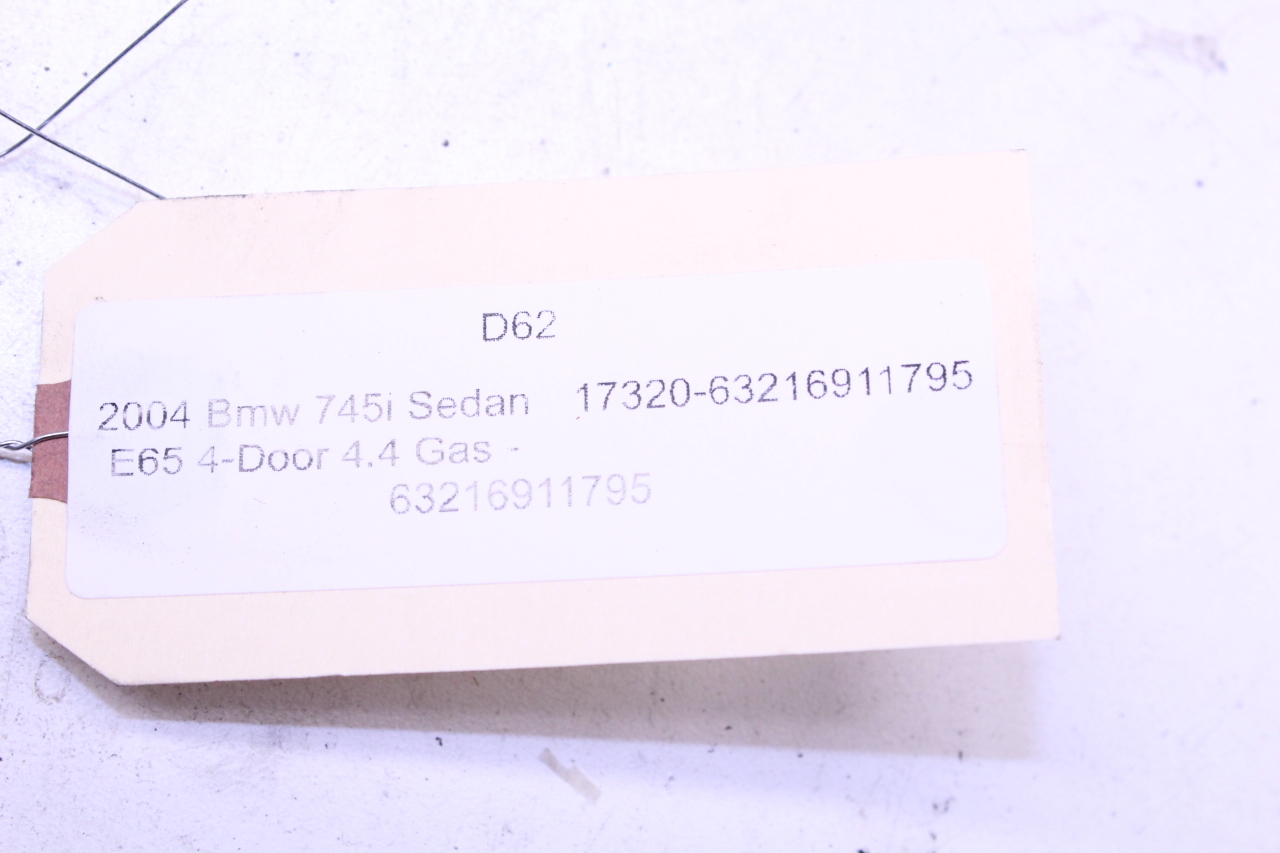 D62
2004 Bmw 745i Sedan 17320-63216911795
E65 4-Door 4.4 Gas -
63216911795